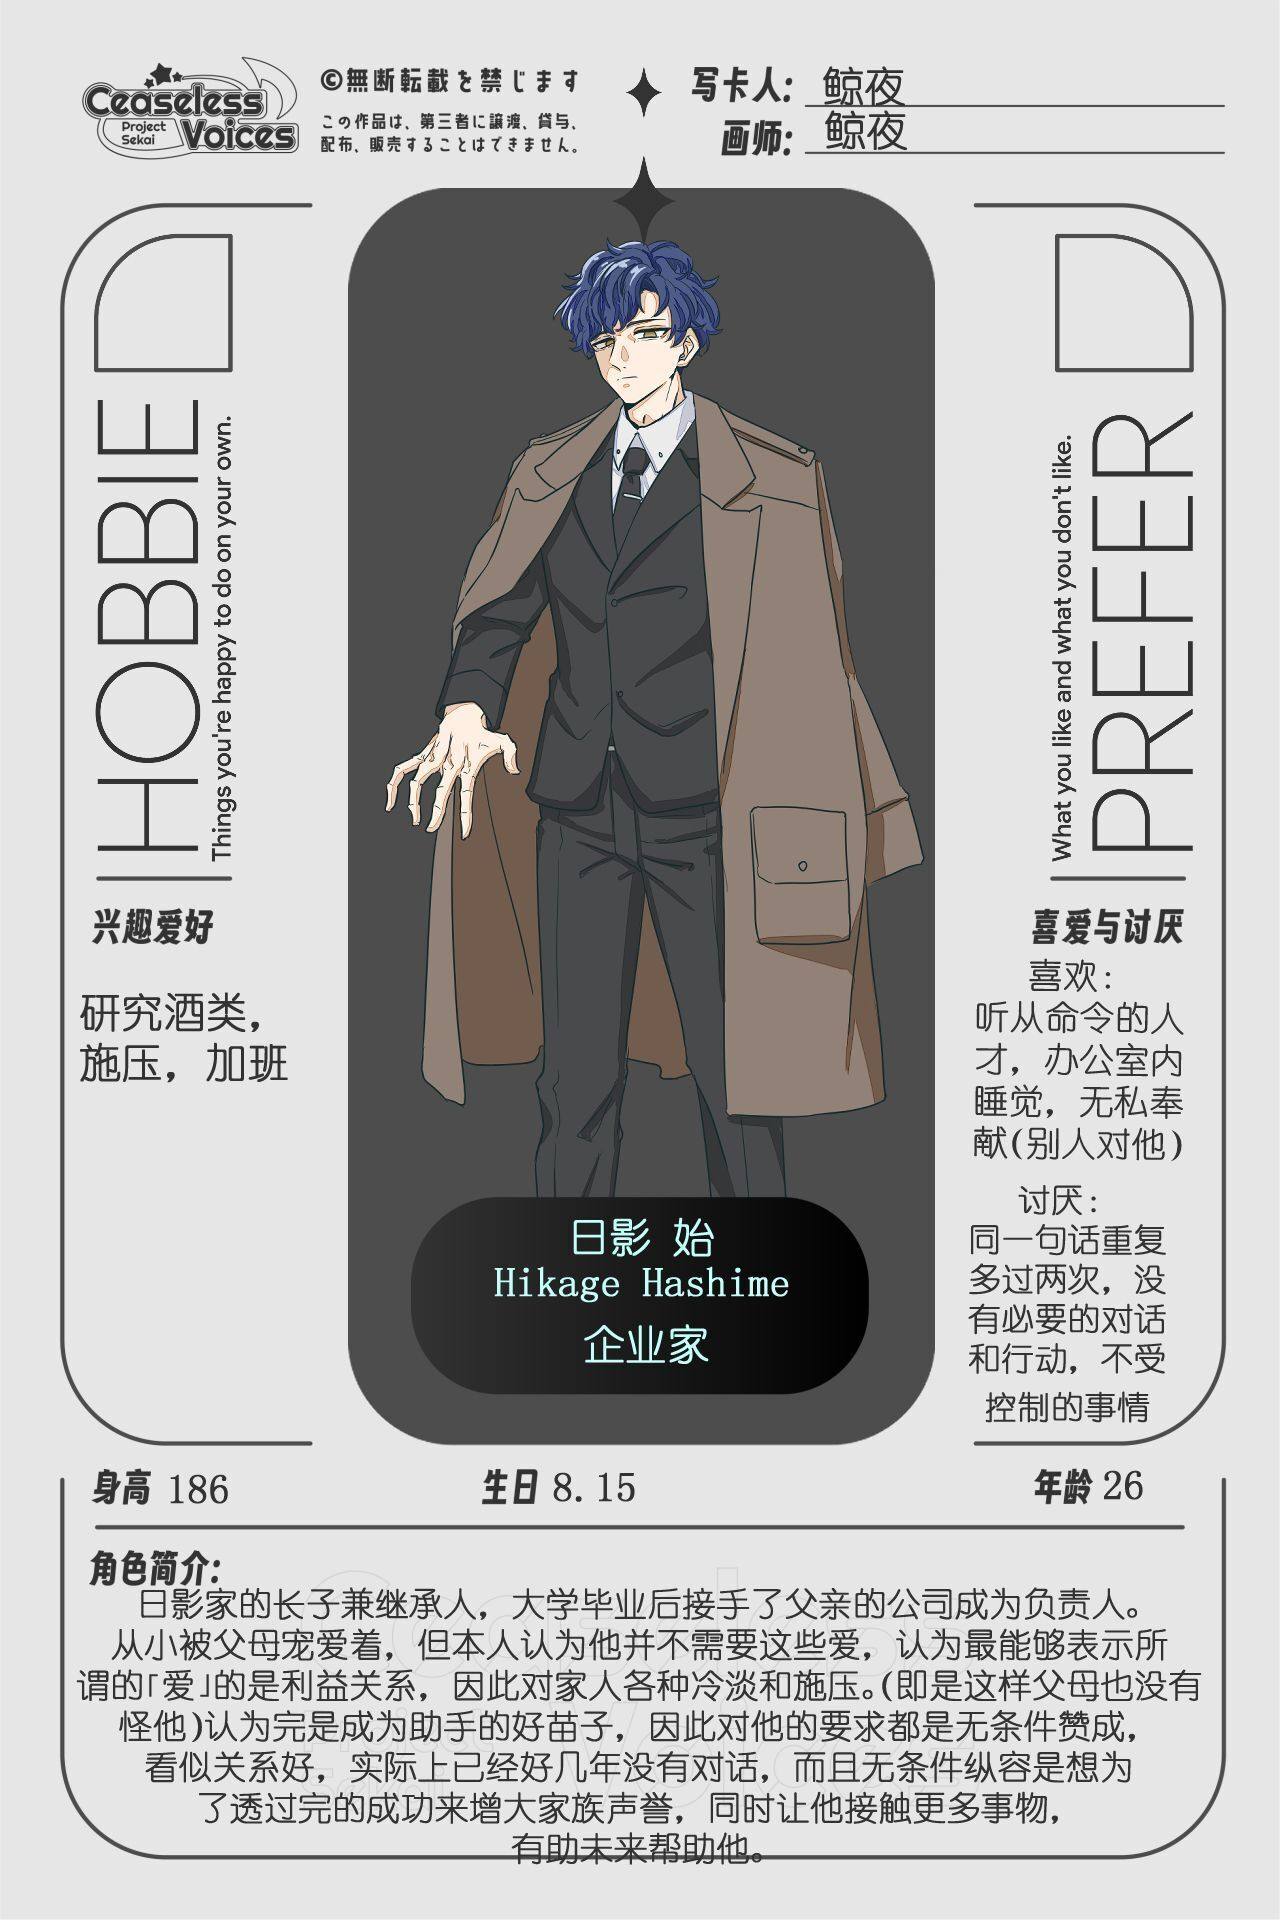 Ceaseless
Project
Sekai
Voices
©無断転載を禁じます
この作品は、第三者に譲渡、貸与、
配布、販売することはできません。
写卡人: 鲸夜
画师: 鲸夜
HOBBIE
Things you're happy to do on your own.
兴趣爱好
研究酒类，
施压，加班
PREFER
What you like and what you don't like.
喜爱与讨厌
喜欢:
听从命令的人
才，办公室内
睡觉，无私奉
献(别人对他)
讨厌:
同一句话重复
多过两次，没
有必要的对话
和行动，不受
控制的事情
日影 始
Hikage Hashime
企业家
身高 186
生日 8.15
年龄 26
角色简介:
日影家的长子兼继承人，大学毕业后接手了父亲的公司成为负责人。
从小被父母宠爱着，但本人认为他并不需要这些爱，认为最能够表示所
谓的「爱」的是利益关系，因此对家人各种冷淡和施压。(即是这样父母也没有
怪他)认为完是成为助手的好苗子，因此对他的要求都是无条件赞成，
看似关系好，实际上已经好几年没有对话，而且无条件纵容是想为
了透过完的成功来增大家族声誉，同时让他接触更多事物，
有助未来帮助他。
Ceaseless
Project
Sekai
Voices